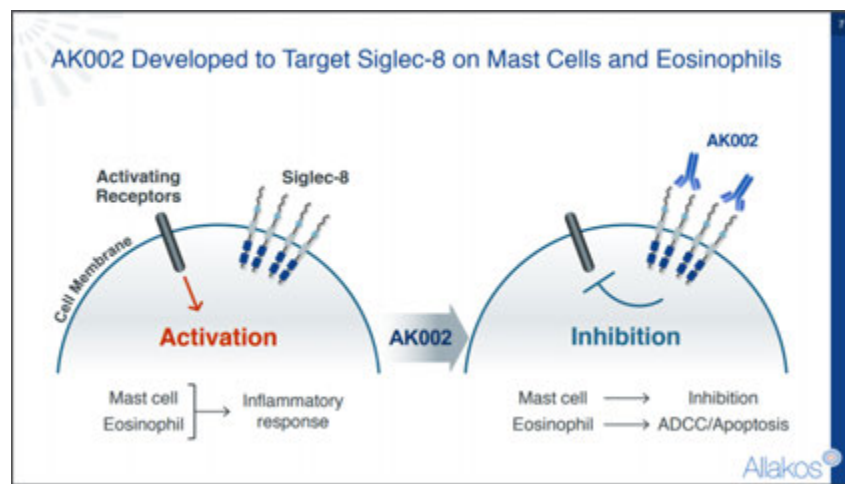 7
AK002 Developed to Target Siglec-8 on Mast Cells and Eosinophils
Activating
Receptors
Siglec-8
Cell Membrane
Activation
Mast cell
Eosinophil
Inflammatory
response
AK002
AK002
Inhibition
Mast cell
Inhibition
Eosinophil
ADCC/Apoptosis
Allakos